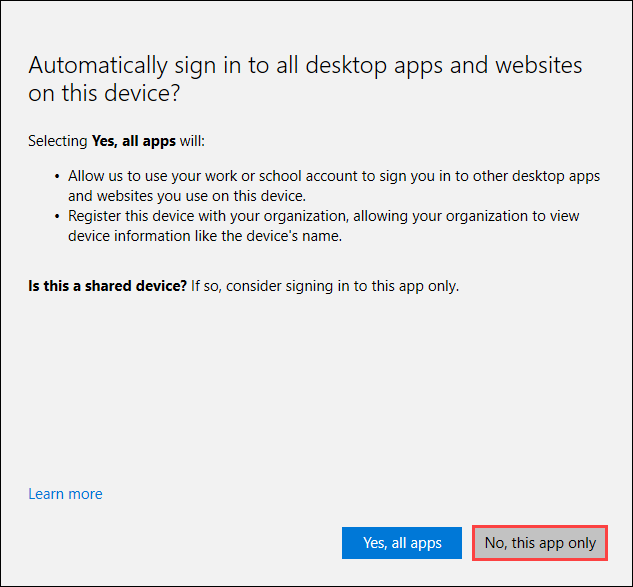 Automatically sign in to all desktop apps and websites
on this device?
Selecting Yes, all apps will:
• Allow us to use your work or school account to sign you in to other desktop apps
and websites you use on this device.
• Register this device with your organization, allowing your organization to view
device information like the device's name.
Is this a shared device? If so, consider signing in to this app only.
Learn more
Yes, all apps
No, this app only